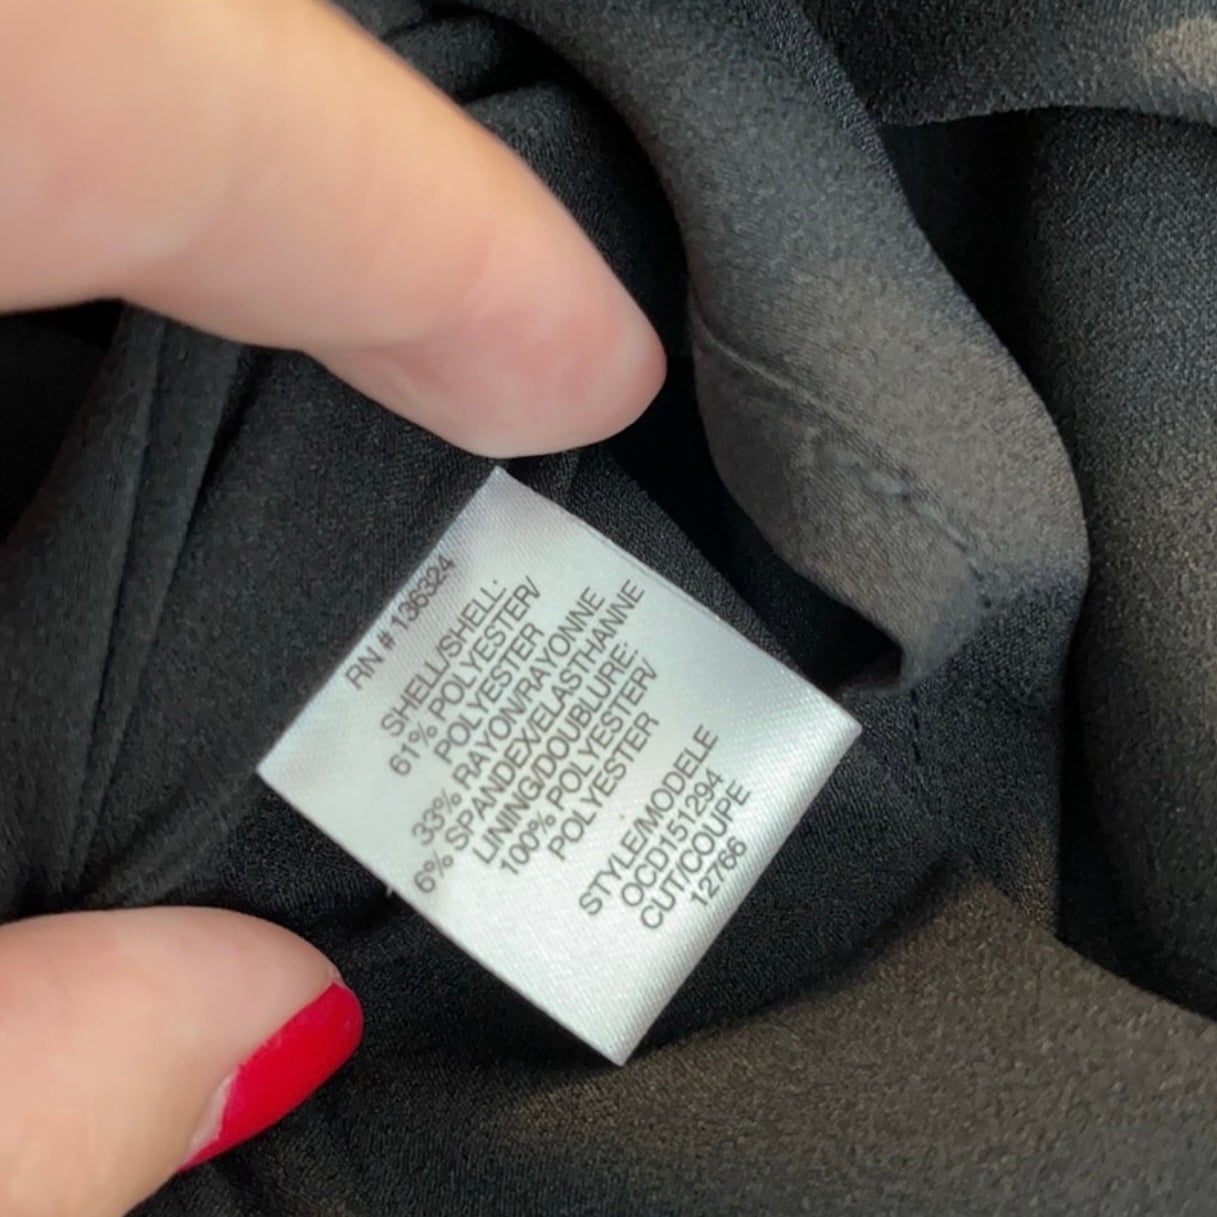 RN # 136324
SHELL/SHELL:
61% POLYESTER/
POLYESTER
33% RAYON/RAYONNE
6% SPANDEX/ELASTHANNE
LINING/DOUBLURE:
100% POLYESTER/
POLYESTER
STYLE/MODELE
OCD151294
CUT/COUPE
12766